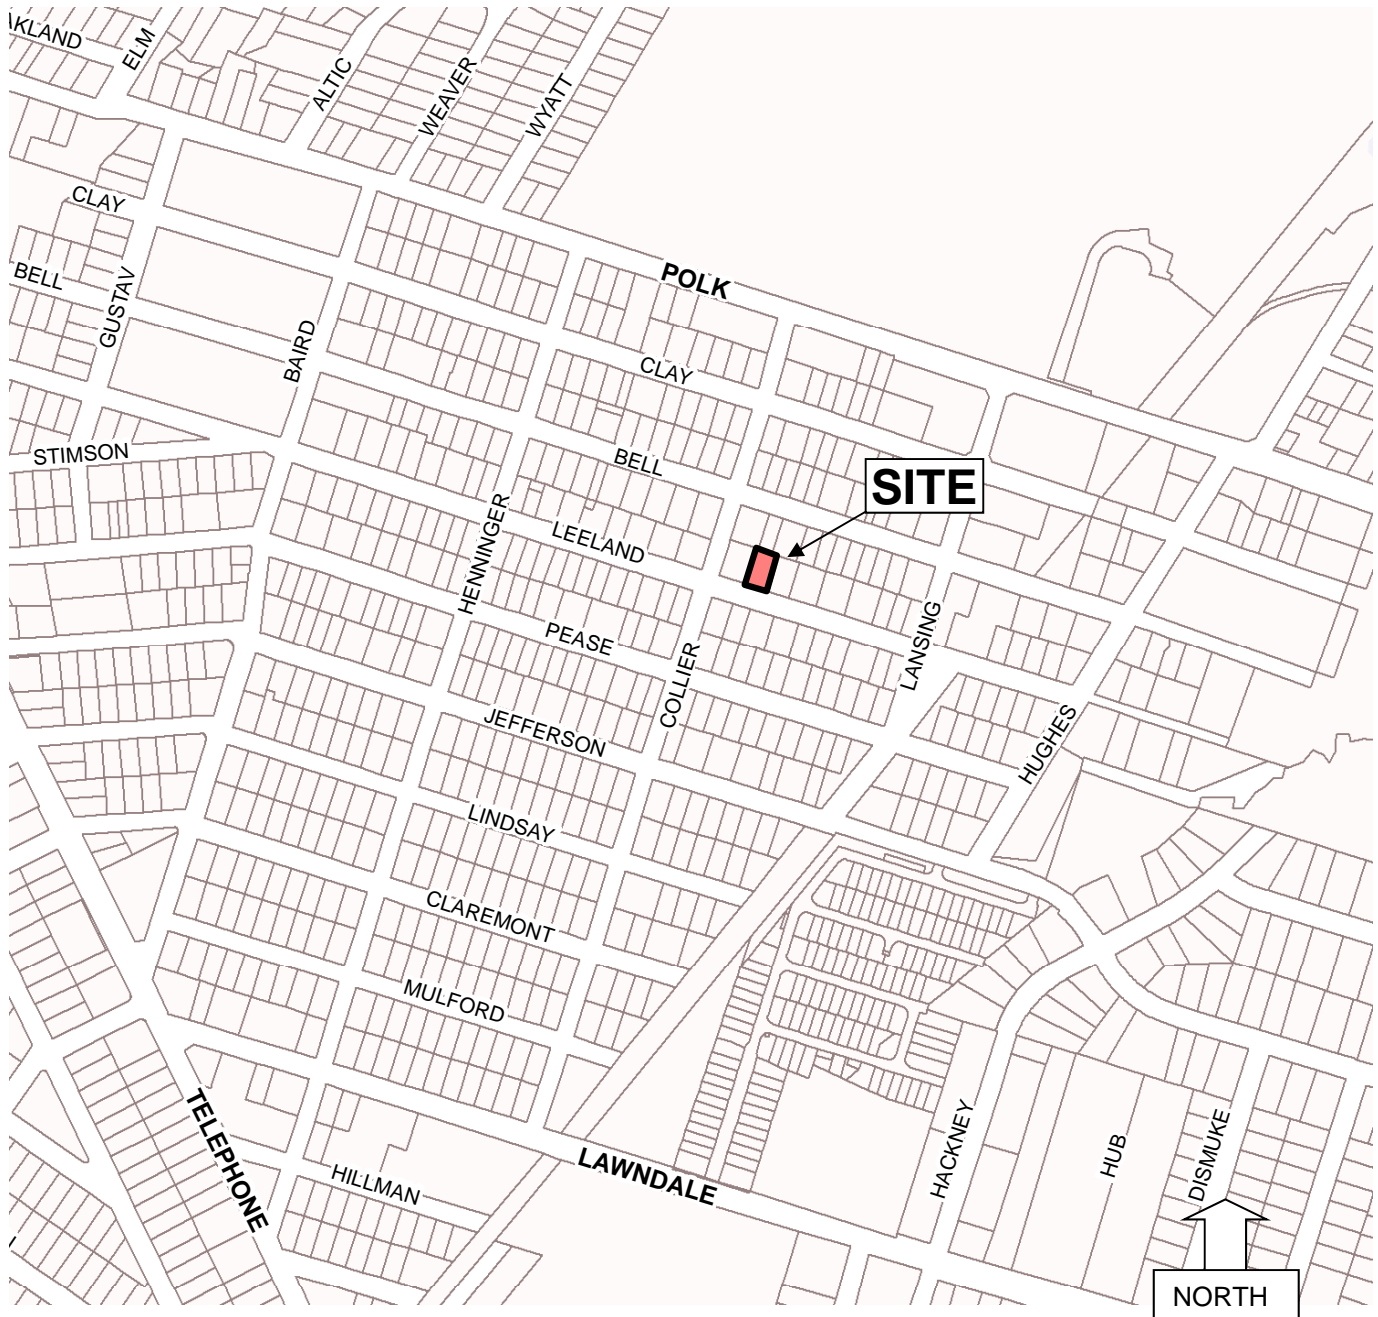 AKLAND
ELM
ALTIC
WEAVER
WYATT
CLAY
BELL
GUSTAV
BAIRD
POLK
CLAY
STIMSON
BELL
SITE
HENNINGER
LEELAND
PEASE
COLLIER
LANSING
JEFFERSON
HUGHES
LINDSAY
CLAREMONT
MULFORD
TELEPHONE
HILLMAN
LAWNDALE
HACKNEY
HUB
DISMUKE
NORTH